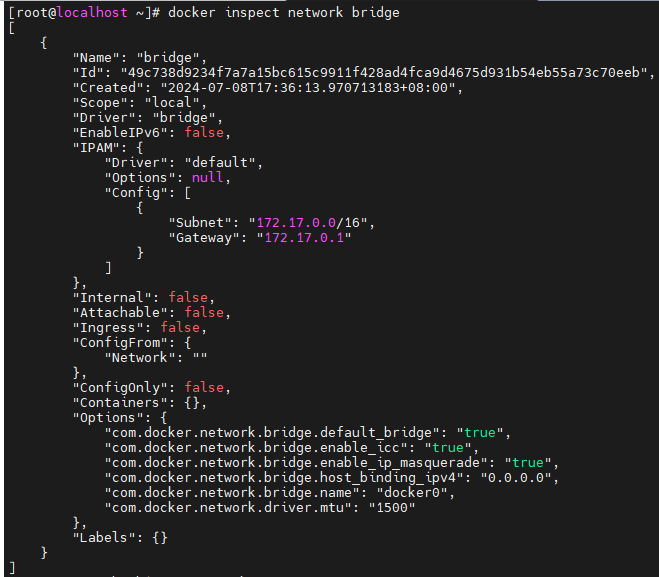 [root@localhost ~]# docker inspect network bridge
[
    {
        "Name": "bridge",
        "Id": "49c738d9234f7a7a15bc615c9911f428ad4fca9d4675d931b54eb55a73c70eeb",
        "Created": "2024-07-08T17:36:13.970713183+08:00",
        "Scope": "local",
        "Driver": "bridge",
        "EnableIPv6": false,
        "IPAM": {
            "Driver": "default",
            "Options": null,
            "Config": [
                {
                    "Subnet": "172.17.0.0/16",
                    "Gateway": "172.17.0.1"
                }
            ]
        },
        "Internal": false,
        "Attachable": false,
        "Ingress": false,
        "ConfigFrom": {
            "Network": ""
        },
        "ConfigOnly": false,
        "Containers": {},
        "Options": {
            "com.docker.network.bridge.default_bridge": "true",
            "com.docker.network.bridge.enable_icc": "true",
            "com.docker.network.bridge.enable_ip_masquerade": "true",
            "com.docker.network.bridge.host_binding_ipv4": "0.0.0.0",
            "com.docker.network.bridge.name": "docker0",
            "com.docker.network.driver.mtu": "1500"
        },
        "Labels": {}
    }
]